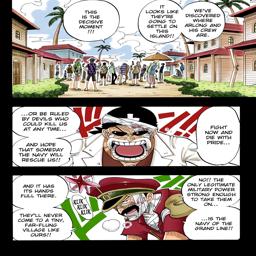 WE'VE
DISCOVERED
WHERE
ARLONG AND
HIS CREW
ARE.
IT LOOKS
LIKE THEY'RE
GOING TO
SETTLE ON
THIS ISLAND!!
THIS IS
THE DECISIVE
MOMENT
!!!
FIGHT
NOW AND
DIE WITH
PRIDE...
...OR BE RULED
BY DEVILS WHO
COULD KILL US
AT ANY TIME...
AND HOPE
THAT SOMEDAY
THE NAVY WILL
RESCUE US!!
NO!! THE ONLY
LEGITIMATE
MILITARY POWER
STRONG ENOUGH
TO TAKE THEM
ON...
...IS THE
NAVY OF THE
GRAND LINE!!
AND IT HAS
ITS HANDS
FULL THERE.
THEY'LL NEVER
COME TO A TINY,
FAR-FLUNG
VILLAGE LIKE
OURS!!